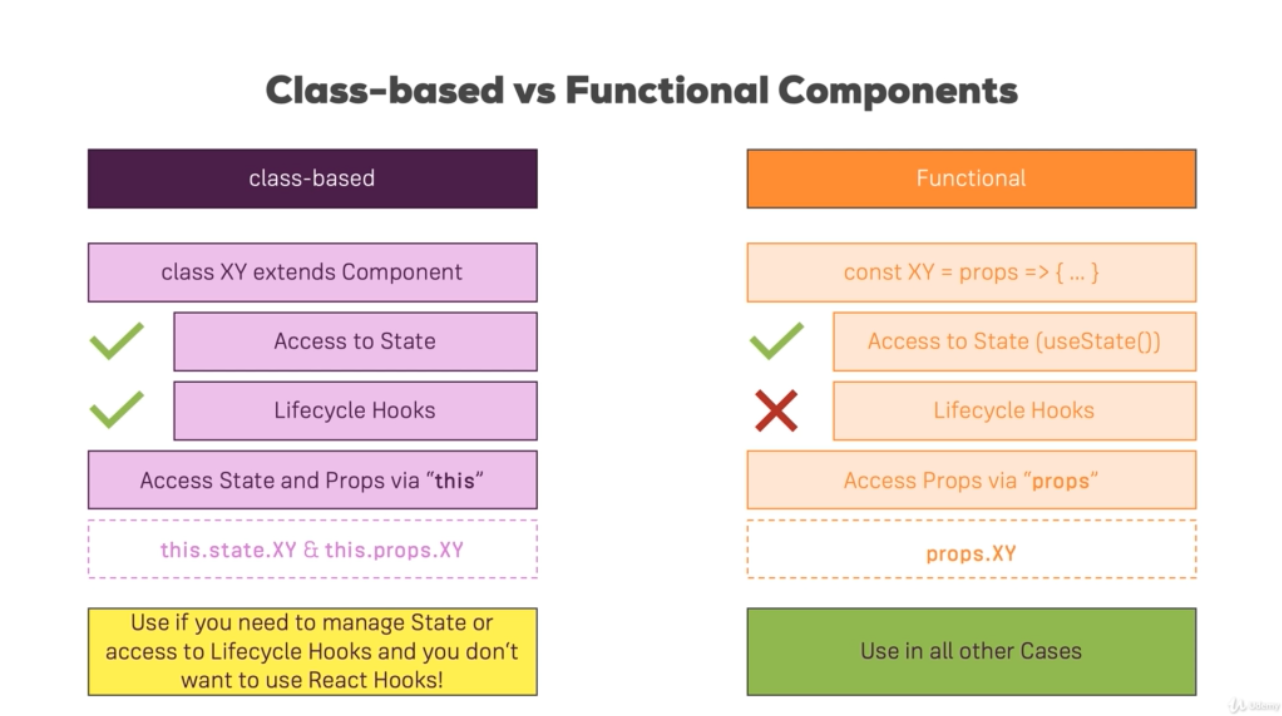 Class-based vs Functional Components
class-based
Functional
class XY extends Component
const XY = props => { ... }
Access to State
Access to State (useState())
Lifecycle Hooks
Lifecycle Hooks
Access State and Props via “this”
Access Props via “props”
this.state.XY & this.props.XY
props.XY
Use if you need to manage State or
access to Lifecycle Hooks and you don’t
want to use React Hooks!
Use in all other Cases
Udemy